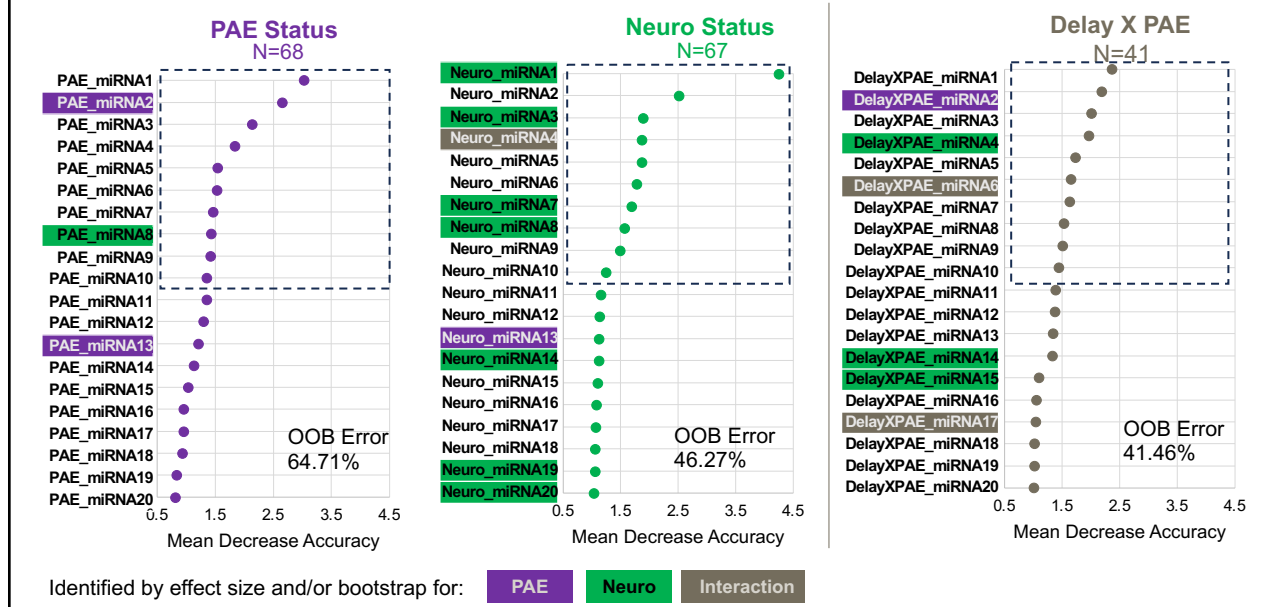 PAE Status
N=68
PAE_miRNA1
PAE_miRNA2
PAE_miRNA3
PAE_miRNA4
PAE_miRNA5
PAE_miRNA6
PAE_miRNA7
PAE_miRNA8
PAE_miRNA9
PAE_miRNA10
PAE_miRNA11
PAE_miRNA12
PAE_miRNA13
PAE_miRNA14
PAE_miRNA15
PAE_miRNA16
PAE_miRNA17
PAE_miRNA18
PAE_miRNA19
PAE_miRNA20
OOB Error
64.71%
0.5 1.5 2.5 3.5 4.5
Mean Decrease Accuracy
Neuro Status
N=67
Neuro_miRNA1
Neuro_miRNA2
Neuro_miRNA3
Neuro_miRNA4
Neuro_miRNA5
Neuro_miRNA6
Neuro_miRNA7
Neuro_miRNA8
Neuro_miRNA9
Neuro_miRNA10
Neuro_miRNA11
Neuro_miRNA12
Neuro_miRNA13
Neuro_miRNA14
Neuro_miRNA15
Neuro_miRNA16
Neuro_miRNA17
Neuro_miRNA18
Neuro_miRNA19
Neuro_miRNA20
OOB Error
46.27%
0.5 1.5 2.5 3.5 4.5
Mean Decrease Accuracy
Delay X PAE
N=41
DelayXPAE_miRNA1
DelayXPAE_miRNA2
DelayXPAE_miRNA3
DelayXPAE_miRNA4
DelayXPAE_miRNA5
DelayXPAE_miRNA6
DelayXPAE_miRNA7
DelayXPAE_miRNA8
DelayXPAE_miRNA9
DelayXPAE_miRNA10
DelayXPAE_miRNA11
DelayXPAE_miRNA12
DelayXPAE_miRNA13
DelayXPAE_miRNA14
DelayXPAE_miRNA15
DelayXPAE_miRNA16
DelayXPAE_miRNA17
DelayXPAE_miRNA18
DelayXPAE_miRNA19
DelayXPAE_miRNA20
OOB Error
41.46%
0.5 1.5 2.5 3.5 4.5
Mean Decrease Accuracy
Identified by effect size and/or bootstrap for: PAE Neuro Interaction